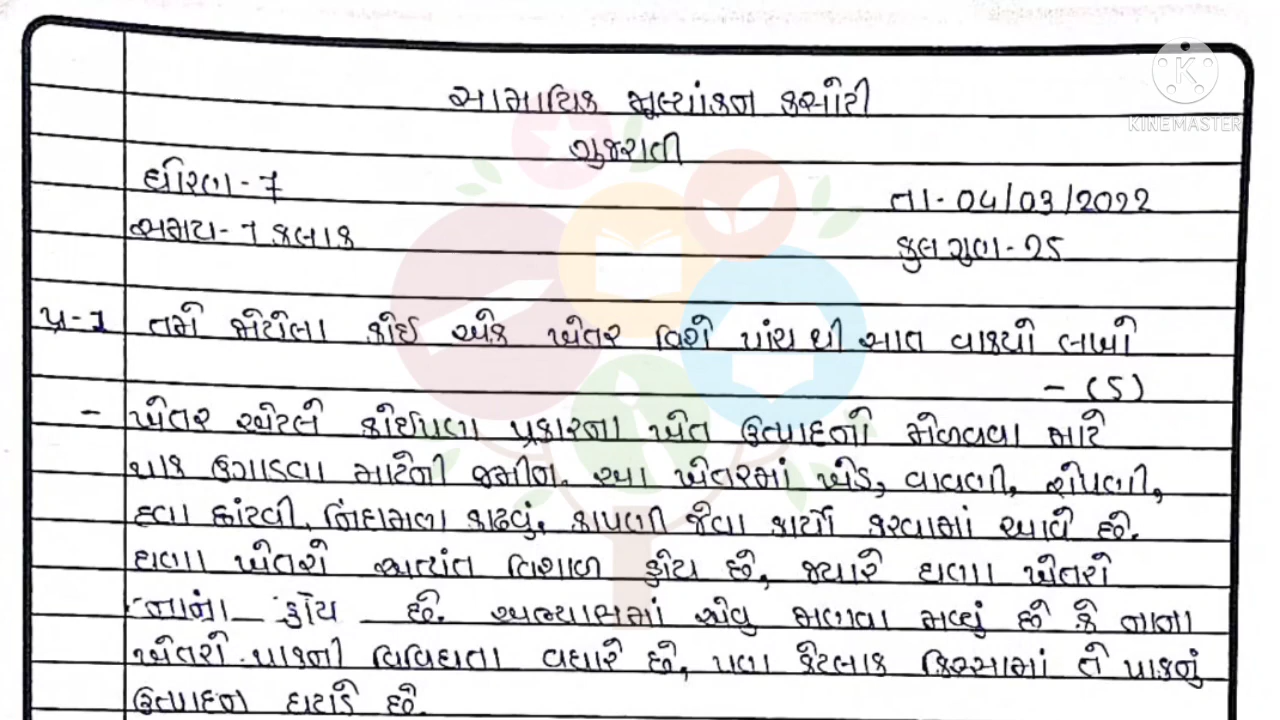 સામાયિક મૂલ્યાંકન કસોટી
KINEMASTER
ગુજરાતી
ધોરણ - 7
તા - 04/03/2022
સમય - 1 કલાક
કુલ ગુણ - ૨૫
પ્ર-1 તમે જોયેલા કોઈ એક ખેતર વિશે પાંચ થી સાત વાકયો લખો
- (5)
- ખેતર એટલે કોઈપણ પ્રકારના ખેત ઉત્પાદનો મેળવવા માટે
પાક ઉગાડવા માટેની જમીન. આ ખેતરમાં ખેડ, વાવણી, રોપણી,
દવા છાંટવી, નિંદામણ કાઢવું, કાપણી જેવા કાર્યો કરવામાં આવે છે.
ઘણા ખેતરો અત્યંત વિશાળ હોય છે, જ્યારે ઘણા ખેતરો
નાના હોય છે. અભ્યાસમાં એવુ જાણવા મળ્યું છે કે નાના
ખેતરો પાકની વિવિધતા વધારે છે, પણ કેટલાક કિસ્સામાં તે પાકનું
ઉત્પાદન ઘટાડે છે.